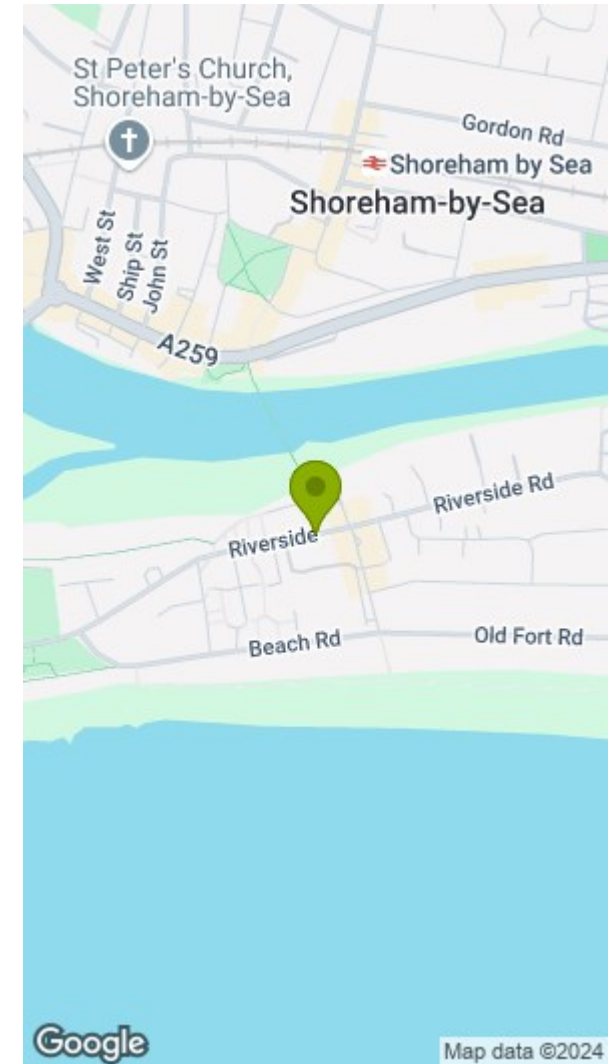 St Peter's Church,
Shoreham-by-Sea
Gordon Rd
Shoreham by Sea
Shoreham-by-Sea
West St
Ship St
John St
A259
Riverside Rd
Riverside
Beach Rd
Old Fort Rd
Google
Map data ©2024